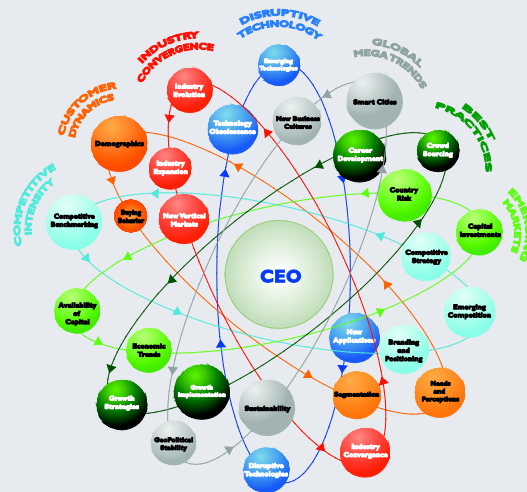 DISRUPTIVE
TECHNOLOGY
INDUSTRY
CONVERGENCE
GLOBAL
MEGATRENDS
CUSTOMER
DYNAMICS
BEST
PRACTICES
COMPETITIVE
INTENSITY
MARKETS
Emerging
Technologies
Industry
Evolution
Smart Cities
New Business
Cultures
Technology
Obsolescence
Demographics
Career
Development
Crowd
Sourcing
Industry
Expansion
Country
Risk
Competitive
Benchmarking
Buying
Behavior
New Vertical
Markets
Capital
Investments
Competitive
Strategy
CEO
Availability
of
Capital
Emerging
Competition
New
Applications
Economic
Trends
Branding
and
Positioning
Growth
Strategies
Growth
Implementation
Sustainability
Segmentation
Needs
and
Perceptions
GeoPolitical
Stability
Industry
Convergence
Disruptive
Technologies